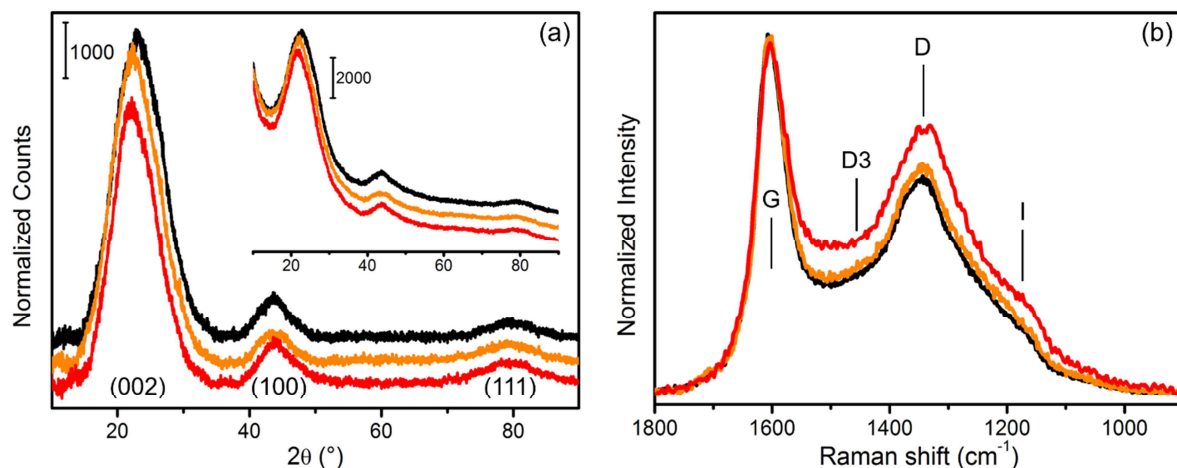 (a)
1000
2000
20 40 60 80
(002) (100) (111)
20 40 60 80
2θ (°)
Normalized Counts
(b)
D
D3
G
I
1800 1600 1400 1200 1000
Raman shift (cm⁻¹)
Normalized Intensity